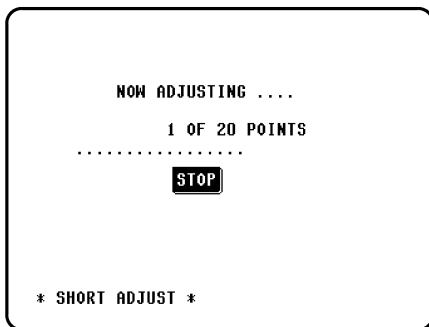 NOW ADJUSTING ....
1 OF 20 POINTS
.................
STOP
* SHORT ADJUST *